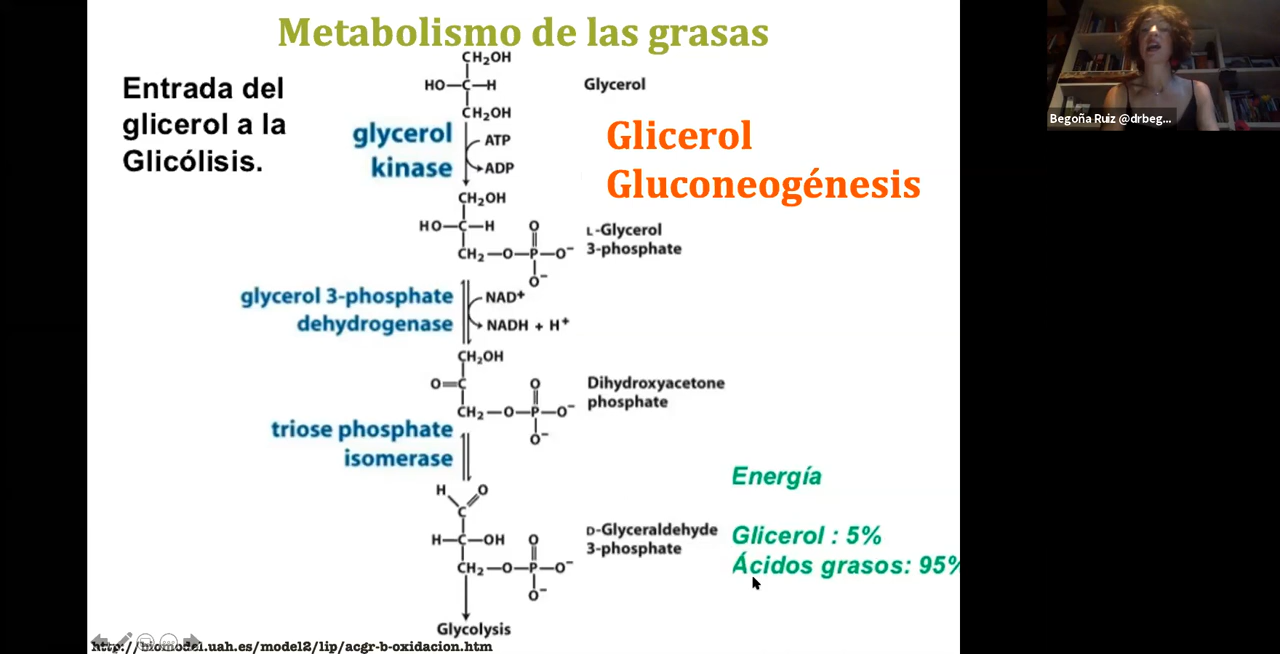 Metabolismo de las grasas
Entrada del
glicerol a la
Glicólisis.
CH₂OH
HO—C—H
CH₂OH
Glycerol
glycerol
kinase
ATP
ADP
Glicerol
Gluconeogénesis
CH₂OH
HO—C—H
O
CH₂—O—P—O⁻
O⁻
L-Glycerol
3-phosphate
glycerol 3-phosphate
dehydrogenase
NAD⁺
NADH + H⁺
CH₂OH
O=C
O
CH₂—O—P—O⁻
O⁻
Dihydroxyacetone
phosphate
triose phosphate
isomerase
H O
C
H—C—OH O
CH₂—O—P—O⁻
O⁻
D-Glyceraldehyde
3-phosphate
Energía
Glicerol : 5%
Ácidos grasos: 95%
Glycolysis
http://biomodel.uah.es/model2/lip/acgr-b-oxidacion.htm
Begoña Ruiz @drbeg...